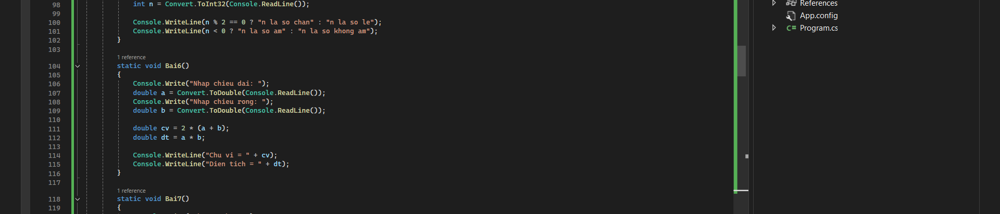 98 int n = Convert.ToInt32(Console.ReadLine());
99
100 Console.WriteLine(n % 2 == 0 ? "n la so chan" : "n la so le");
101 Console.WriteLine(n < 0 ? "n la so am" : "n la so khong am");
102 }
103
1 reference
104 static void Bai6()
105 {
106 Console.Write("Nhap chieu dai: ");
107 double a = Convert.ToDouble(Console.ReadLine());
108 Console.Write("Nhap chieu rong: ");
109 double b = Convert.ToDouble(Console.ReadLine());
110
111 double cv = 2 * (a + b);
112 double dt = a * b;
113
114 Console.WriteLine("Chu vi = " + cv);
115 Console.WriteLine("Dien tich = " + dt);
116 }
117
1 reference
118 static void Bai7()
119 {
References
App.config
C# Program.cs